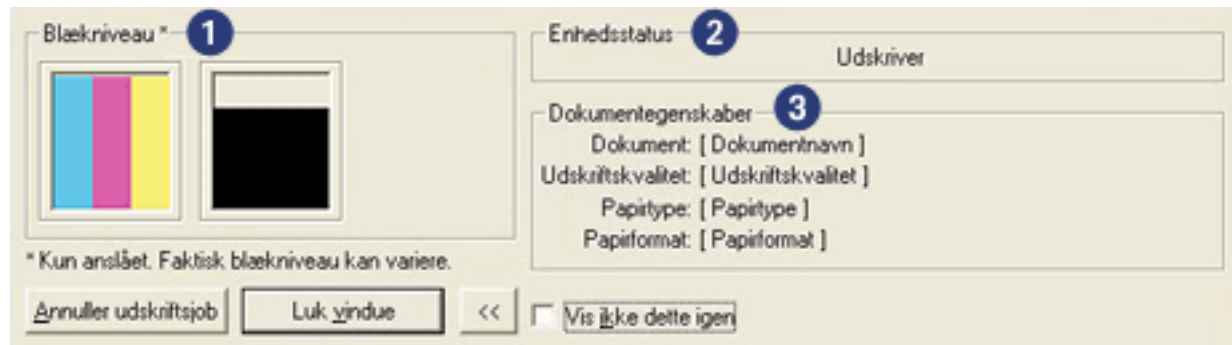 Blækniveau * 1
Enhedsstatus 2
Udskriver
Dokumentegenskaber 3
Dokument: [ Dokumentnavn ]
Udskriftskvalitet: [ Udskriftskvalitet ]
Papirtype: [ Papirtype ]
Papirformat: [ Papirformat ]
* Kun anslået. Faktisk blækniveau kan variere.
Annuller udskriftsjob
Luk vindue
<<
Vis ikke dette igen